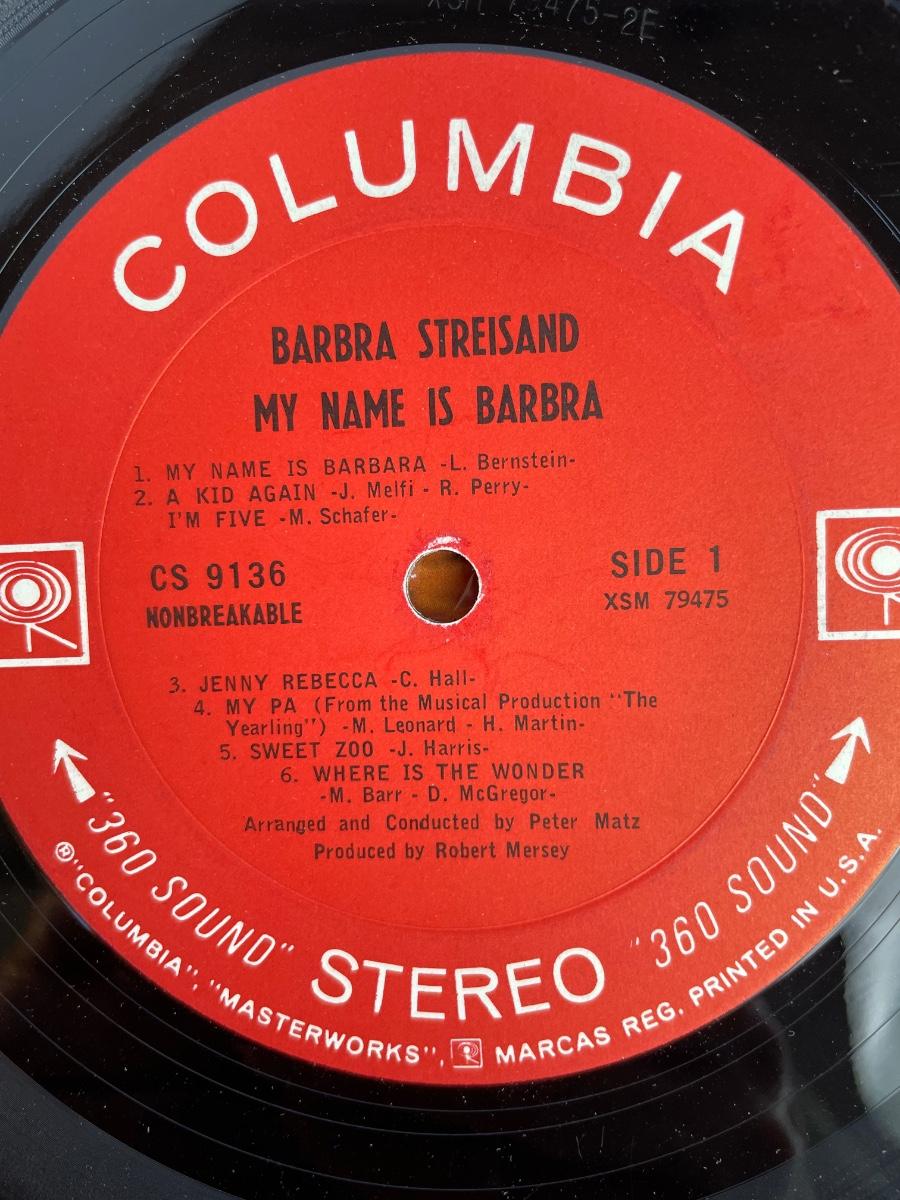 79475-2E
COLUMBIA
BARBRA STREISAND
MY NAME IS BARBRA
1. MY NAME IS BARBARA -L. Bernstein-
2. A KID AGAIN -J. Melfi - R. Perry-
I'M FIVE -M. Schafer-
CS 9136
NONBREAKABLE
SIDE 1
XSM 79475
3. JENNY REBECCA -C. Hall-
4. MY PA (From the Musical Production "The
Yearling") -M. Leonard - H. Martin-
5. SWEET ZOO -J. Harris-
6. WHERE IS THE WONDER
-M. Barr - D. McGregor-
Arranged and Conducted by Peter Matz
Produced by Robert Mersey
"360 SOUND" STEREO "360 SOUND"
® "COLUMBIA", "MASTERWORKS", MARCAS REG. PRINTED IN U.S.A.